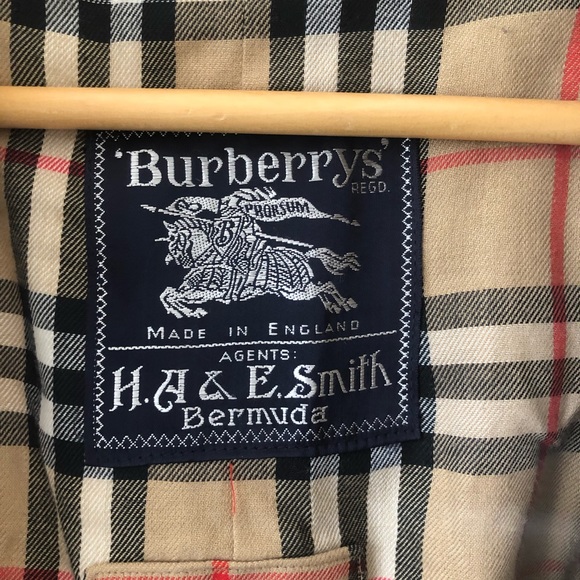 'Burberrys'
REGD.
PRORSUM
B
MADE IN ENGLAND
AGENTS:
H.A & E. Smith
Bermuda